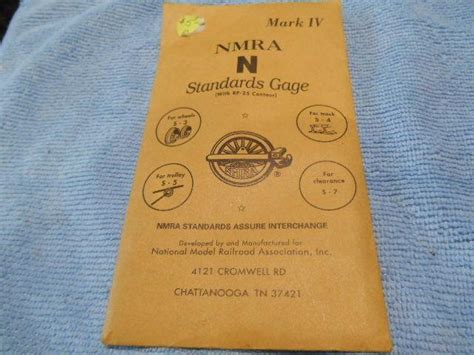 Mark IV
NMRA
N
Standards Gage
(With RP-25 Contour)
For wheels
S - 3
For track
S - 4
For trolley
S - 5
For clearance
S - 7
NMRA
®
NMRA STANDARDS ASSURE INTERCHANGE
Developed by and Manufactured for
National Model Railroad Association, Inc.
4121 CROMWELL RD
CHATTANOOGA TN 37421